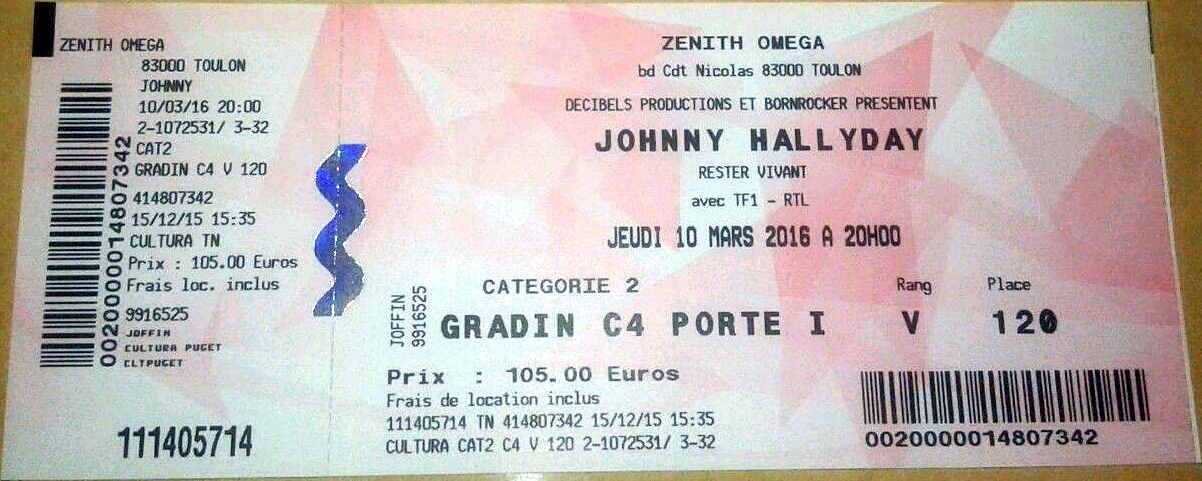 ZENITH OMEGA
83000 TOULON
JOHNNY
10/03/16 20:00
2-1072531/ 3-32
CAT2
GRADIN C4 V 120
414807342
15/12/15 15:35
CULTURA TN
Prix : 105.00 Euros
Frais loc. inclus
9916525
JOFFIN
CULTURA PUGET
CLTPUGET
0020000014807342
111405714
ZENITH OMEGA
bd Cdt Nicolas 83000 TOULON
DECIBELS PRODUCTIONS ET BORNROCKER PRESENTENT
JOHNNY HALLYDAY
RESTER VIVANT
avec TF1 - RTL
JEUDI 10 MARS 2016 A 20H00
CATEGORIE 2 Rang Place
GRADIN C4 PORTE I V 120
JOFFIN
9916525
Prix : 105.00 Euros
Frais de location inclus
111405714 TN 414807342 15/12/15 15:35
CULTURA CAT2 C4 V 120 2-1072531/ 3-32
0020000014807342